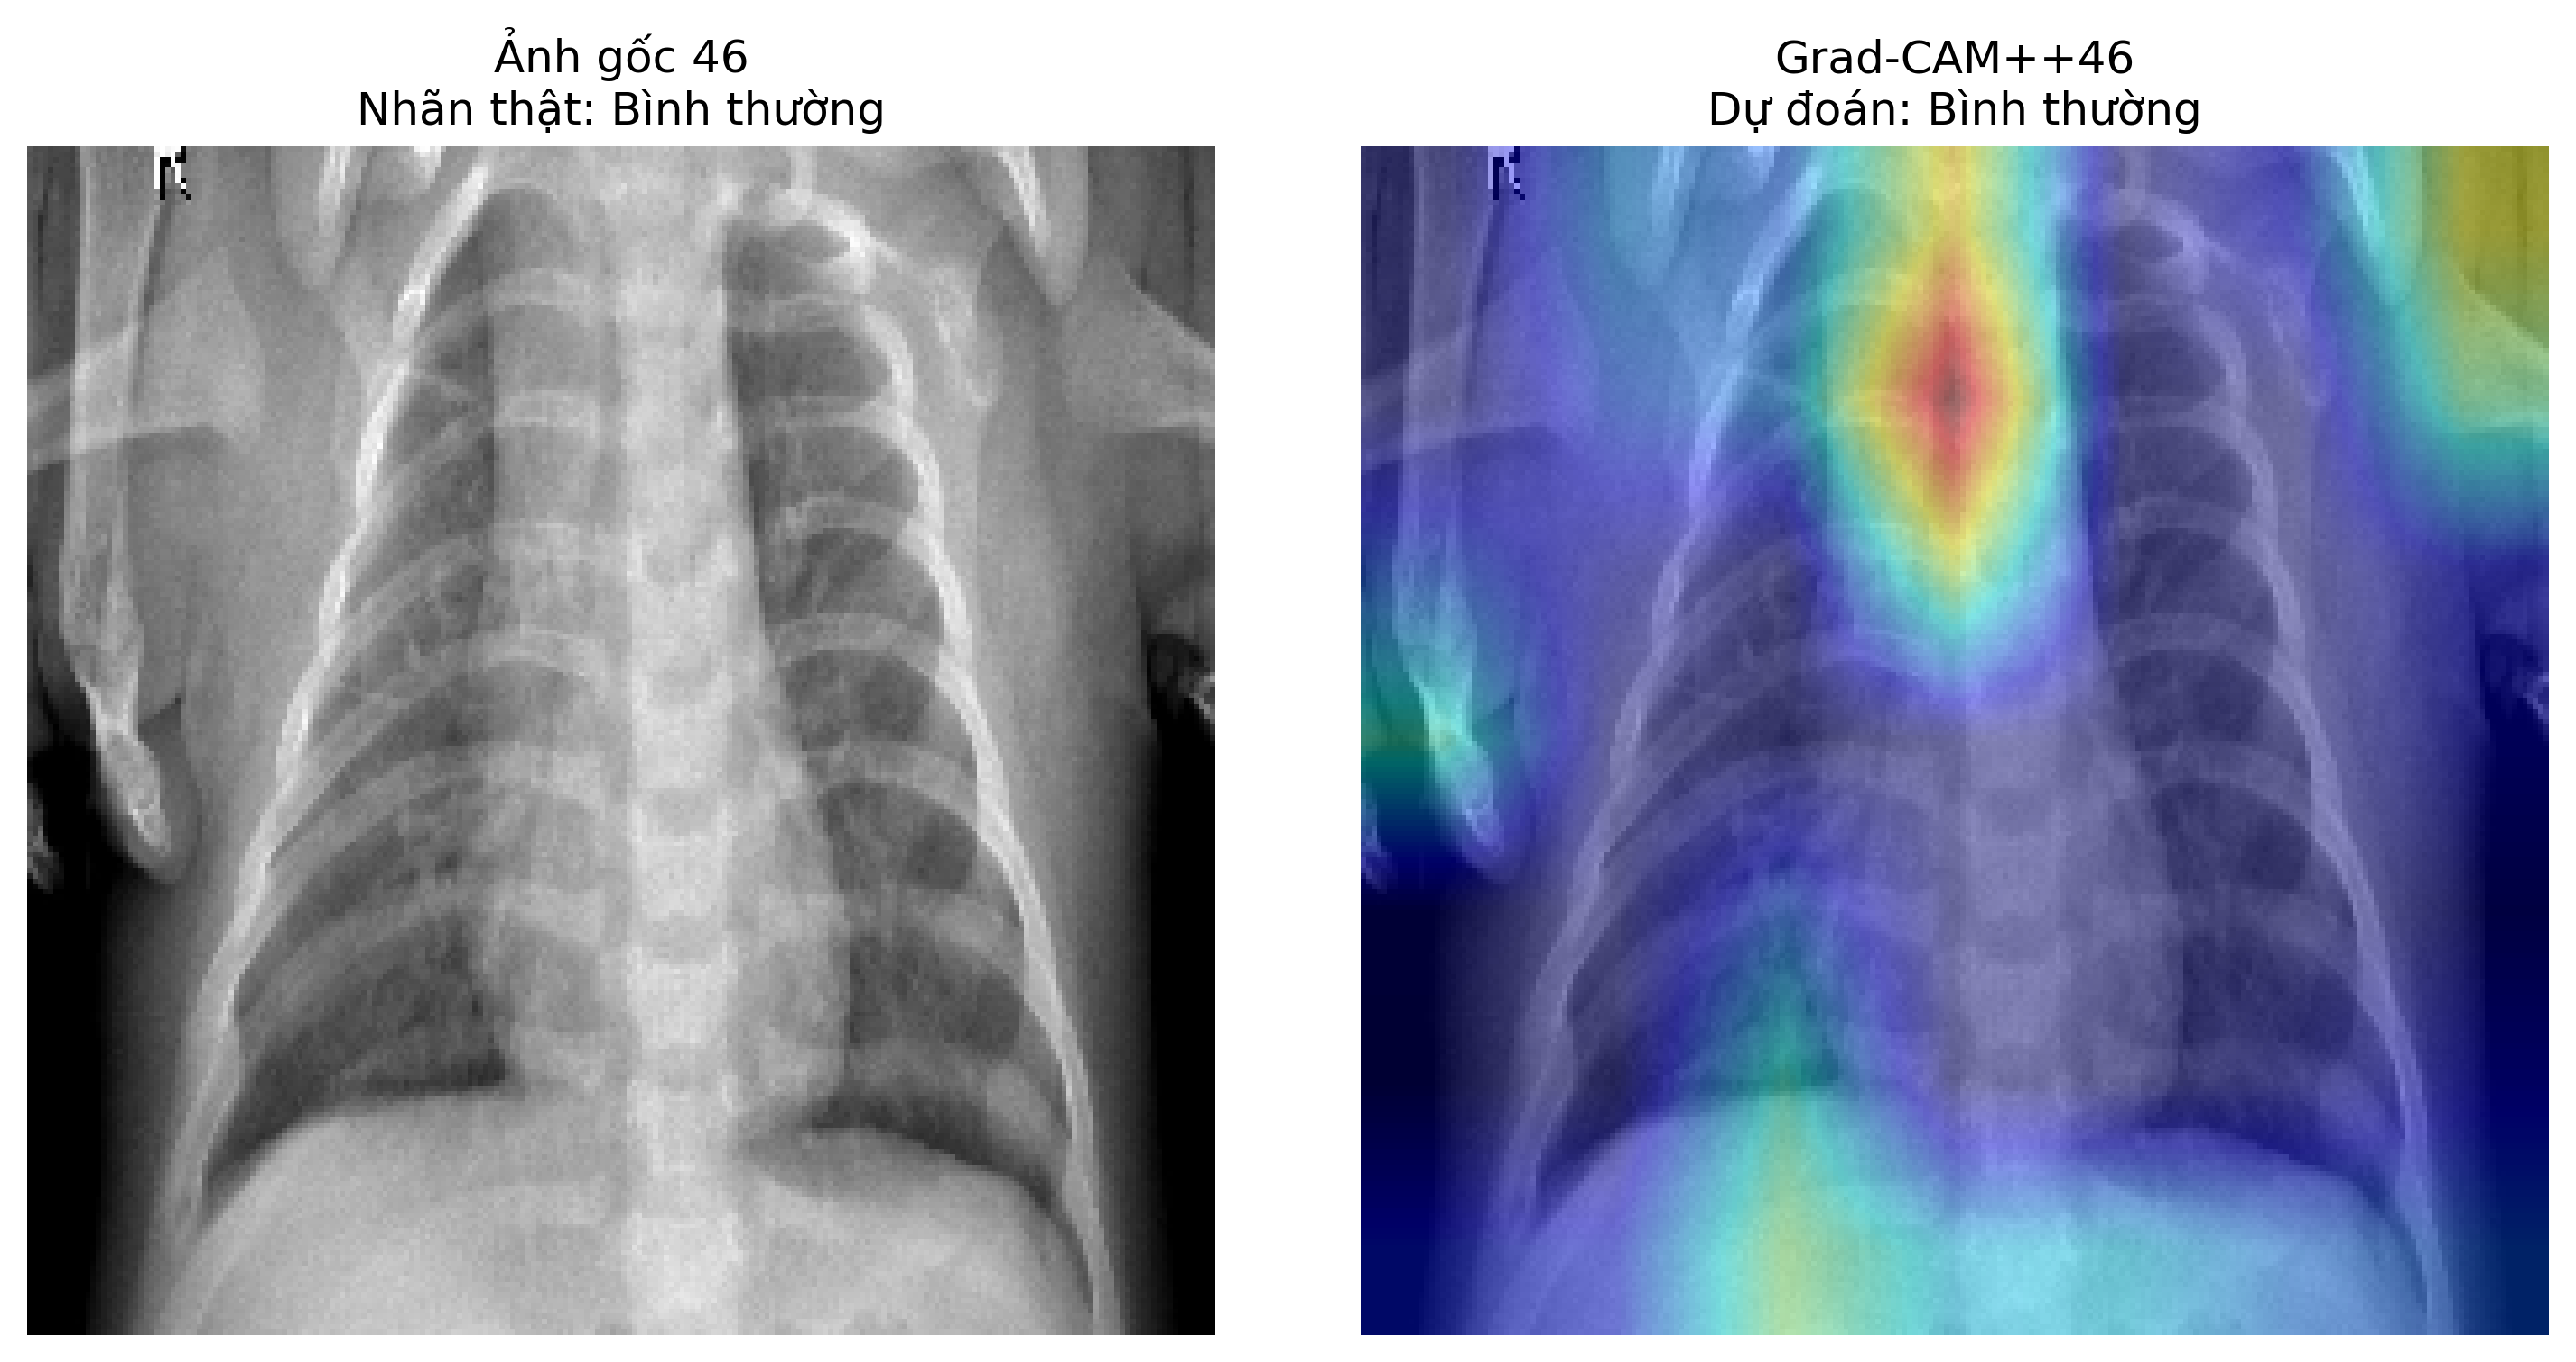 Ảnh gốc 46
Nhãn thật: Bình thường
Grad-CAM++46
Dự đoán: Bình thường
R
R